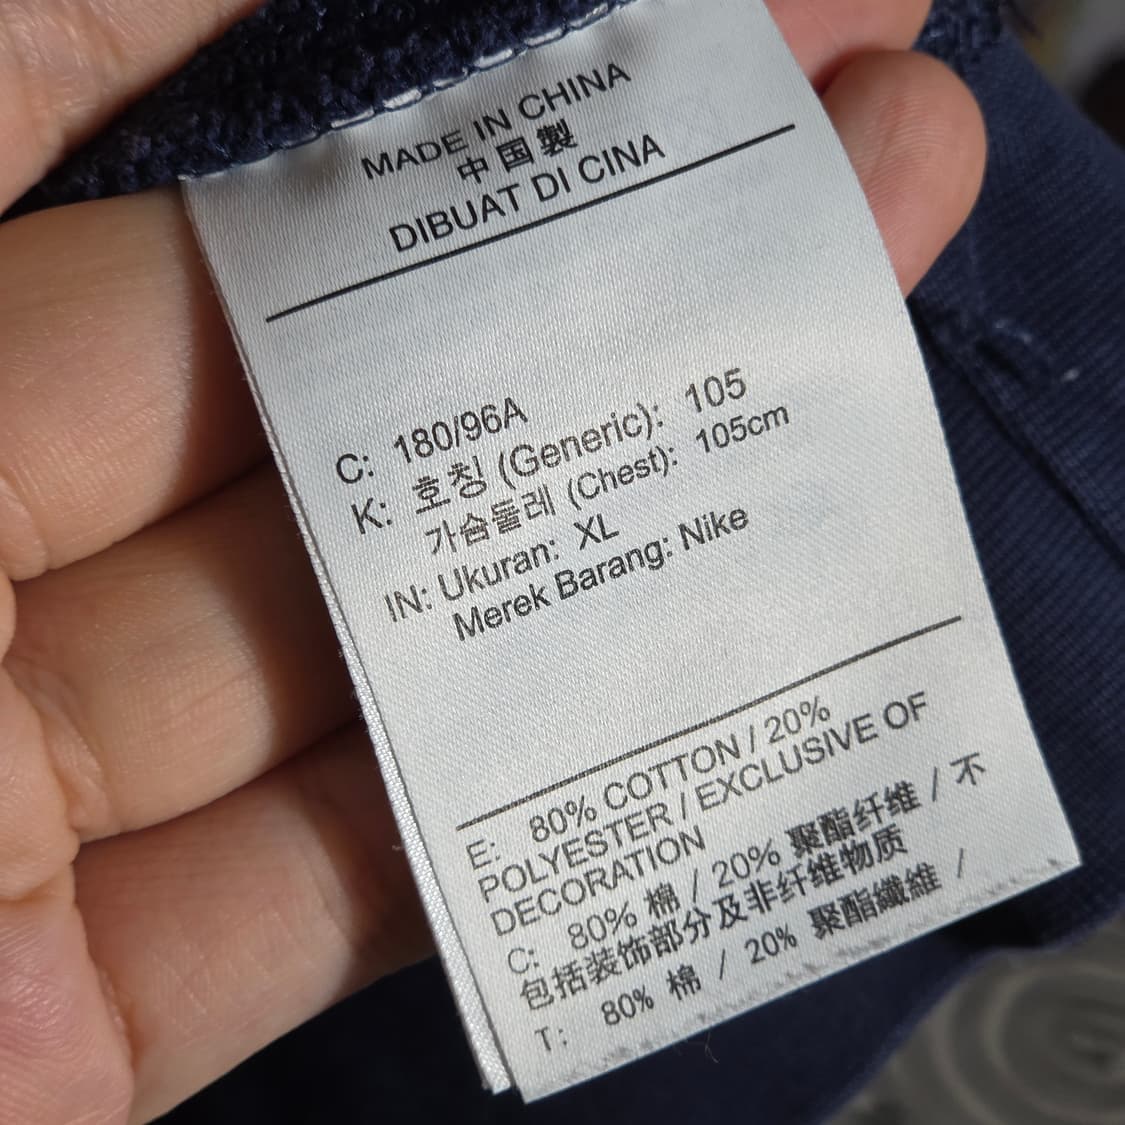 MADE IN CHINA
中国製
DIBUAT DI CINA
C: 180/96A
K: 호칭 (Generic): 105
가슴둘레 (Chest): 105cm
IN: Ukuran: XL
Merek Barang: Nike
E: 80% COTTON / 20%
POLYESTER / EXCLUSIVE OF
DECORATION
C: 80% 棉 / 20% 聚酯纤维 / 不
包括装饰部分及非纤维物质
T: 80% 棉 / 20% 聚酯纖維 /